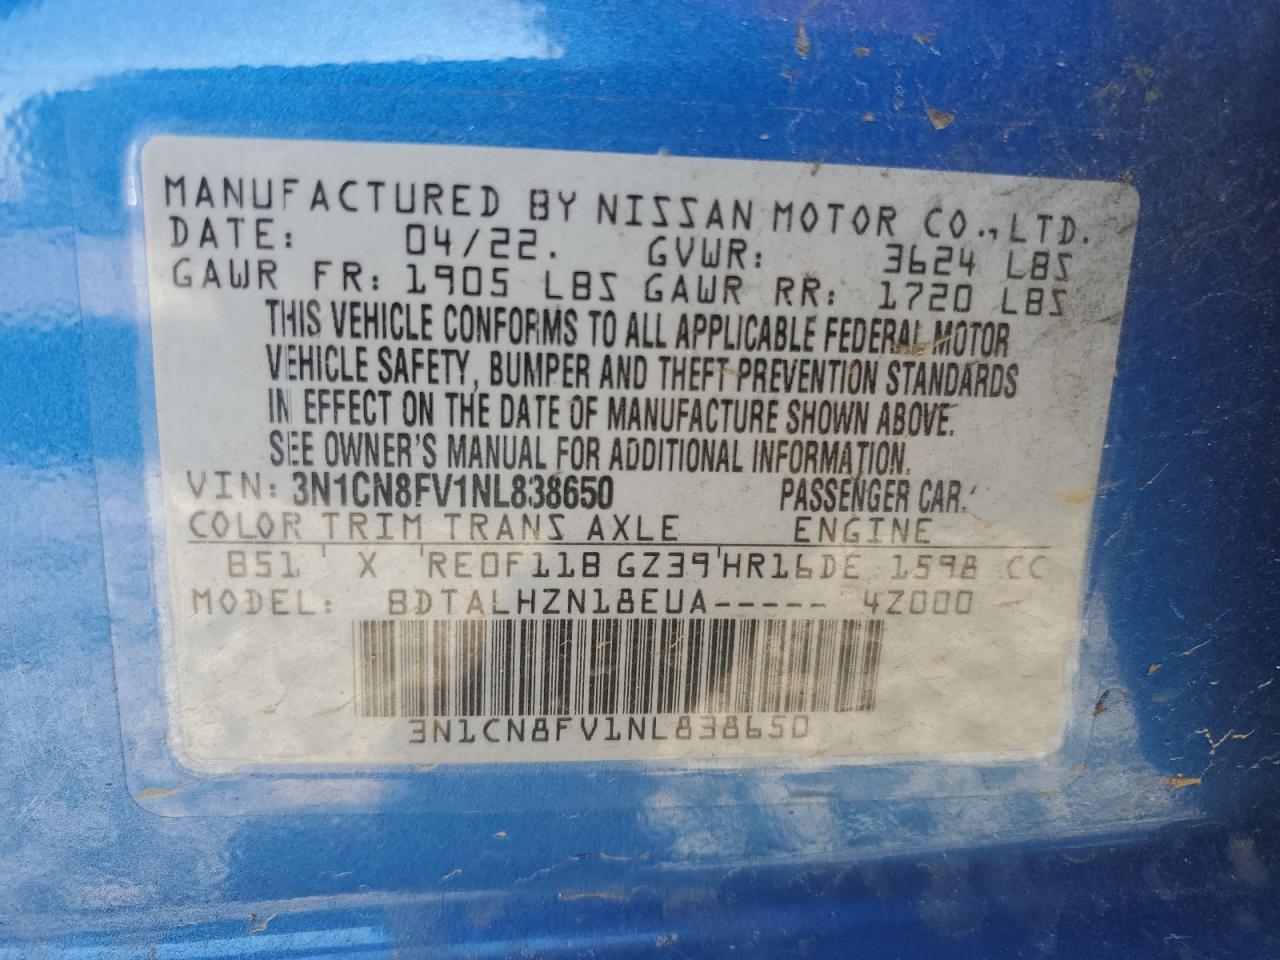 MANUFACTURED BY NISSAN MOTOR CO., LTD.
DATE: 04/22. GVWR: 3624 LBS
GAWR FR: 1905 LBS GAWR RR: 1720 LBS
THIS VEHICLE CONFORMS TO ALL APPLICABLE FEDERAL MOTOR
VEHICLE SAFETY, BUMPER AND THEFT PREVENTION STANDARDS
IN EFFECT ON THE DATE OF MANUFACTURE SHOWN ABOVE.
SEE OWNER'S MANUAL FOR ADDITIONAL INFORMATION.
VIN: 3N1CN8FV1NL838650 PASSENGER CAR.
COLOR TRIM TRANS AXLE ENGINE
B51 X RE0F11B GZ39 HR16DE 1598 CC
MODEL: BDTALHZN18EUA----- 4Z000
3N1CN8FV1NL838650